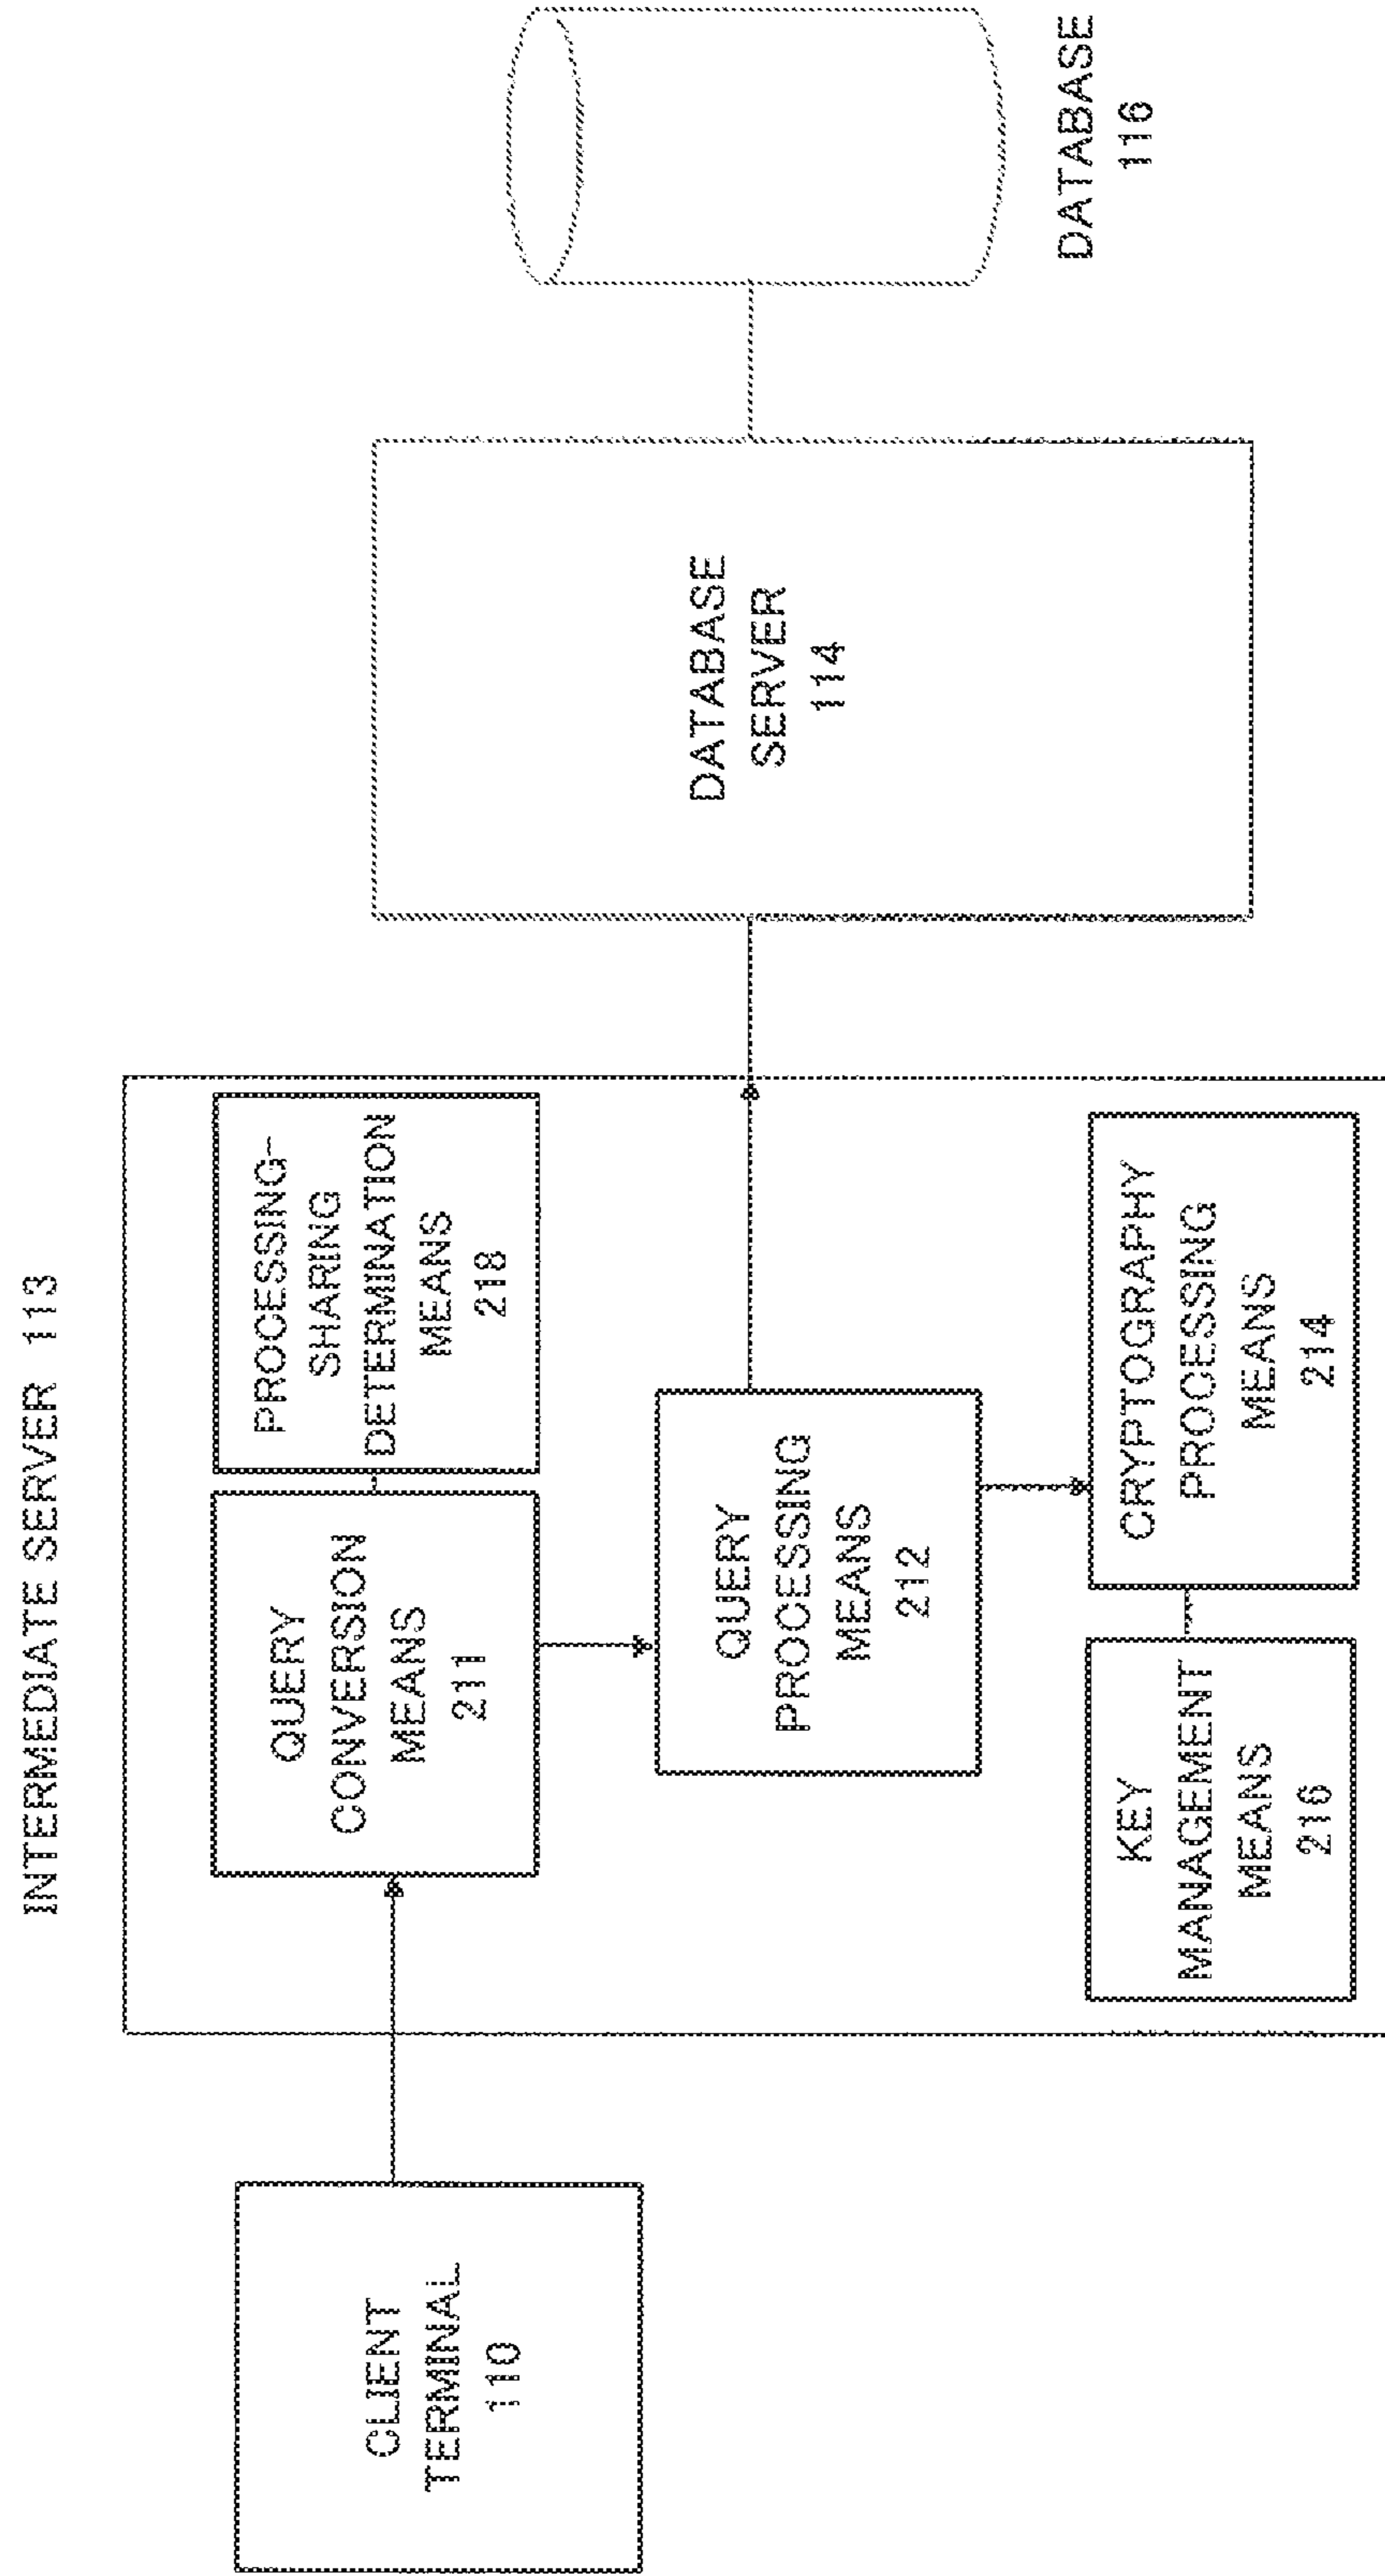 INTERMEDIATE SERVER 113
CLIENT
TERMINAL
110
QUERY
CONVERSION
MEANS
211
PROCESSING-
SHARING
DETERMINATION
MEANS
218
QUERY
PROCESSING
MEANS
212
KEY
MANAGEMENT
MEANS
216
CRYPTOGRAPHY
PROCESSING
MEANS
214
DATABASE
SERVER
114
DATABASE
116